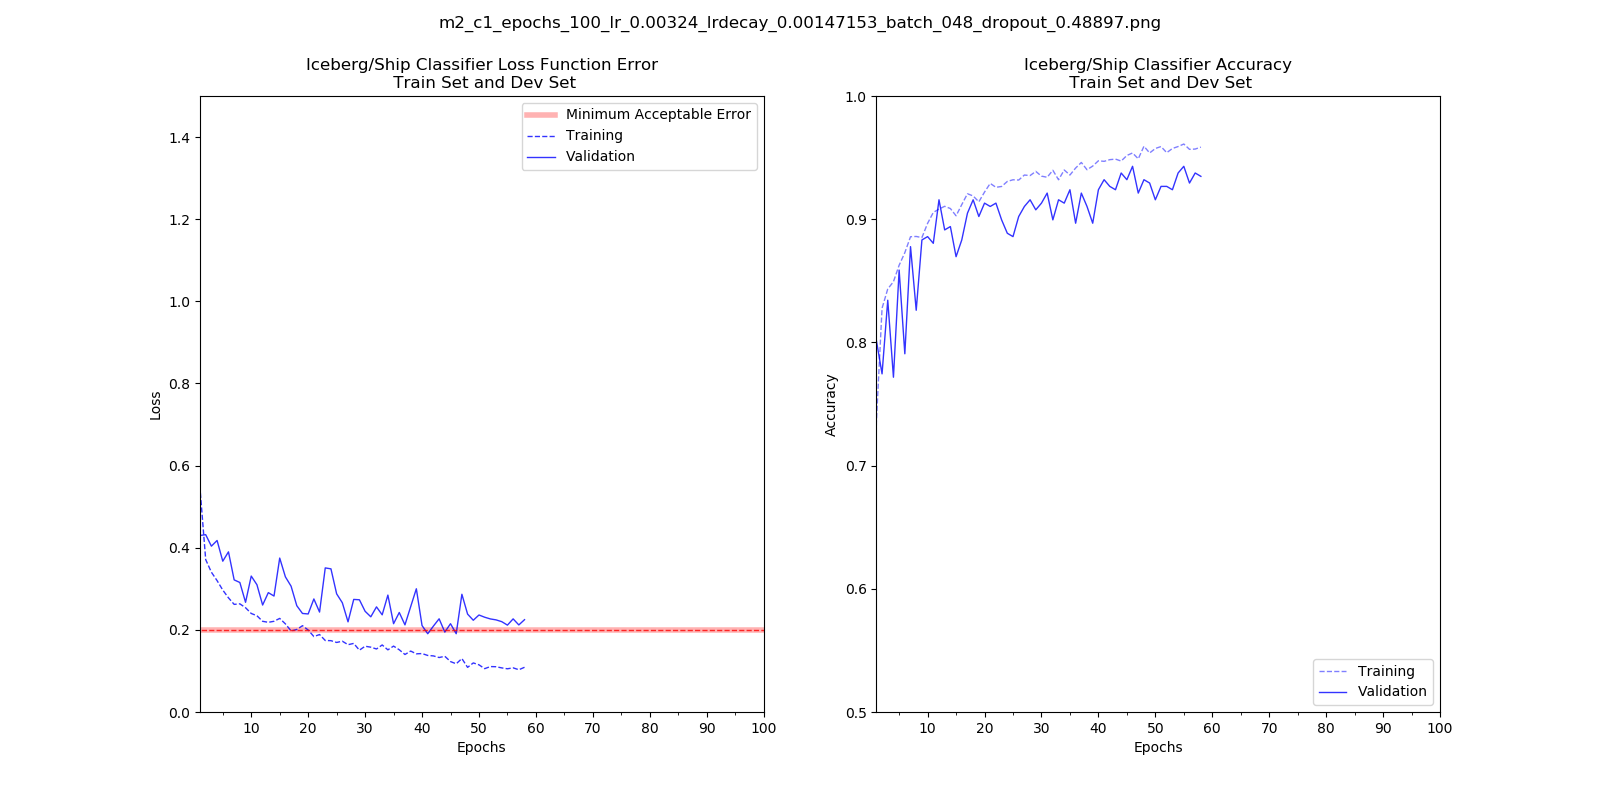 m2_c1_epochs_100_lr_0.00324_lrdecay_0.00147153_batch_048_dropout_0.48897.png
Iceberg/Ship Classifier Loss Function Error
Train Set and Dev Set
Minimum Acceptable Error
Training
Validation
1.4
1.2
1.0
0.8
0.6
0.4
0.2
0.0
Loss
10 20 30 40 50 60 70 80 90 100
Epochs
Iceberg/Ship Classifier Accuracy
Train Set and Dev Set
1.0
0.9
0.8
0.7
0.6
0.5
Accuracy
Training
Validation
10 20 30 40 50 60 70 80 90 100
Epochs